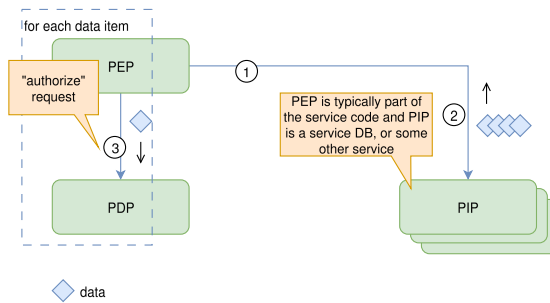 for each data item
PEP
1
"authorize"
request
PEP is typically part
of the service code and PIP
is a service DB, or some
other service
2
3
PDP
PIP
data